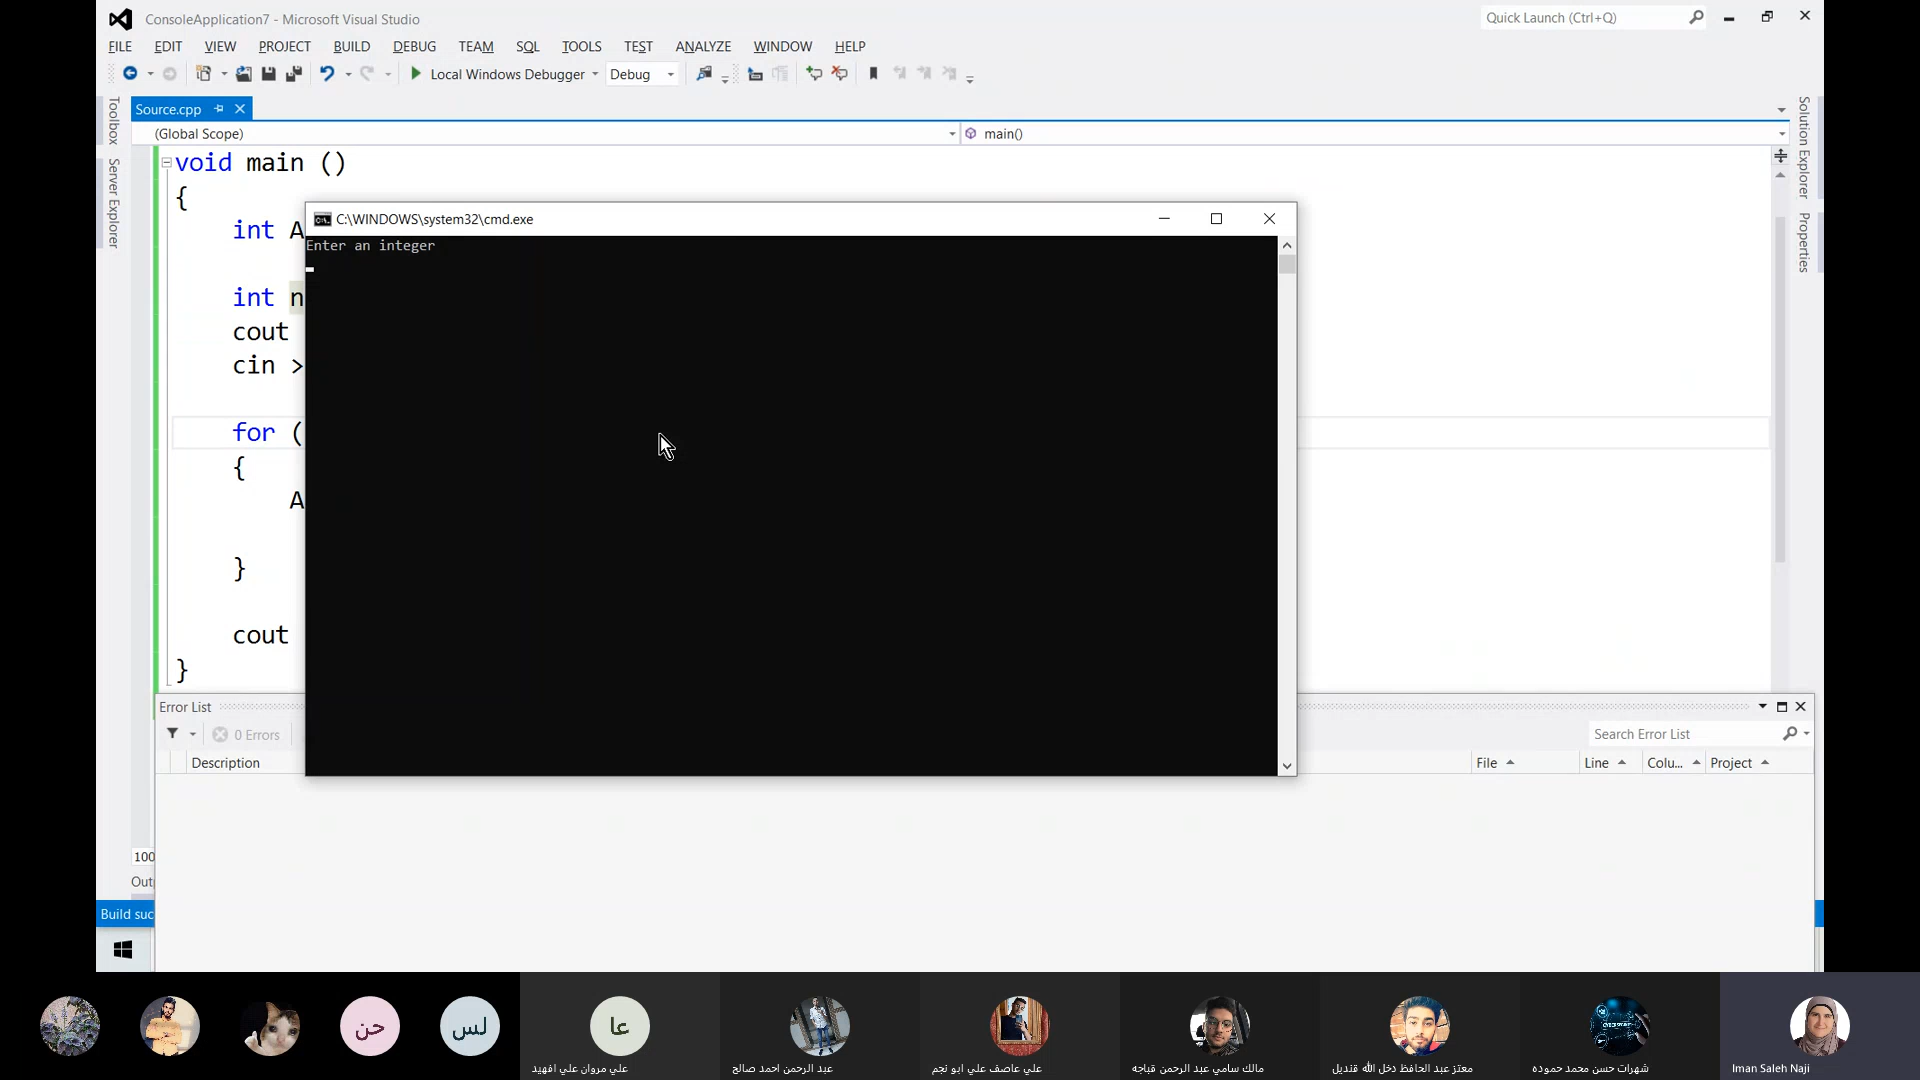 ConsoleApplication7 - Microsoft Visual Studio
Quick Launch (Ctrl+Q)
FILE EDIT VIEW PROJECT BUILD DEBUG TEAM SQL TOOLS TEST ANALYZE WINDOW HELP
Local Windows Debugger Debug
Toolbox
Server Explorer
Solution Explorer
Properties
Source.cpp
(Global Scope) main()
void main ()
{
int A
int n
cout
cin >
for (
{
A
}
cout
}
C:\WINDOWS\system32\cmd.exe
Enter an integer
Error List
0 Errors
Search Error List
Description File Line Colu... Project
100
Outp
Build suc
حن
لس
عا
علي مروان علي افهيد
عبد الرحمن احمد صالح
علي عاصف علي ابو نجم
مالك سامي عبد الرحمن قباجه
معتز عبد الحافظ دخل الله قنديل
شهرات حسن محمد حموده
Iman Saleh Naji